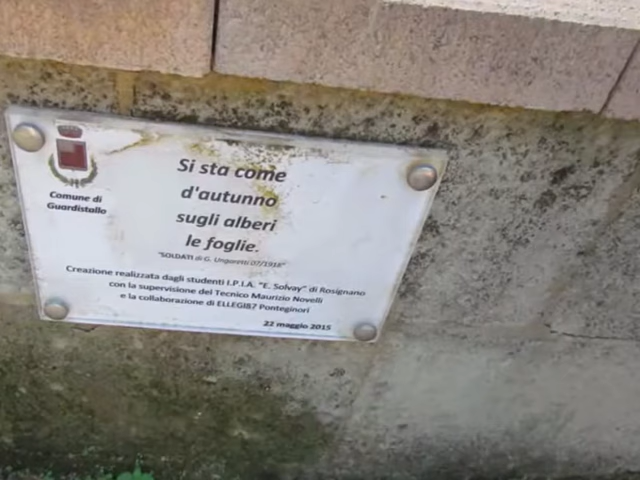 Comune di
Guardistallo
Si sta come
d'autunno
sugli alberi
le foglie.
"SOLDATI di G. Ungaretti 07/1918"
Creazione realizzata dagli studenti I.P.I.A. "E. Solvay" di Rosignano
con la supervisione del Tecnico Maurizio Novelli
e la collaborazione di ELLEGI87 Ponteginori
22 maggio 2015